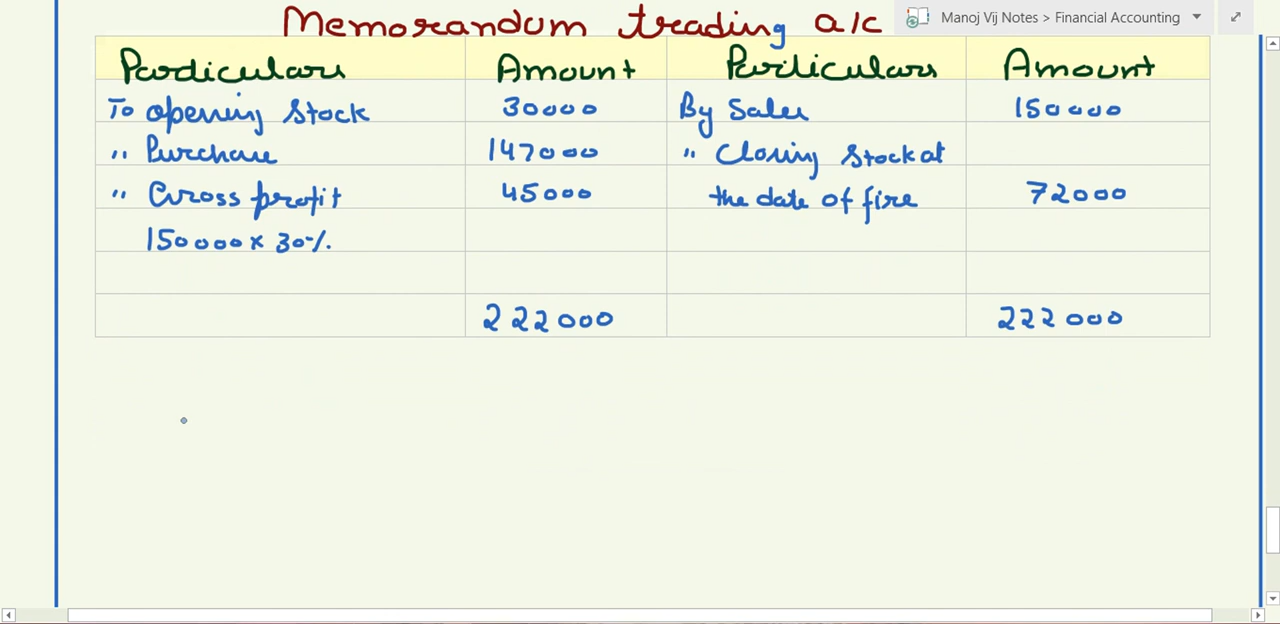 Memorandum trading a/c
Manoj Vij Notes > Financial Accounting
Particulars Amount Particulars Amount
To opening Stock 30000 By Sales 150000
" Purchase 147000 " Closing Stock at
" Gross profit 45000 the date of fire 72000
150000 x 30%.
222000 222000